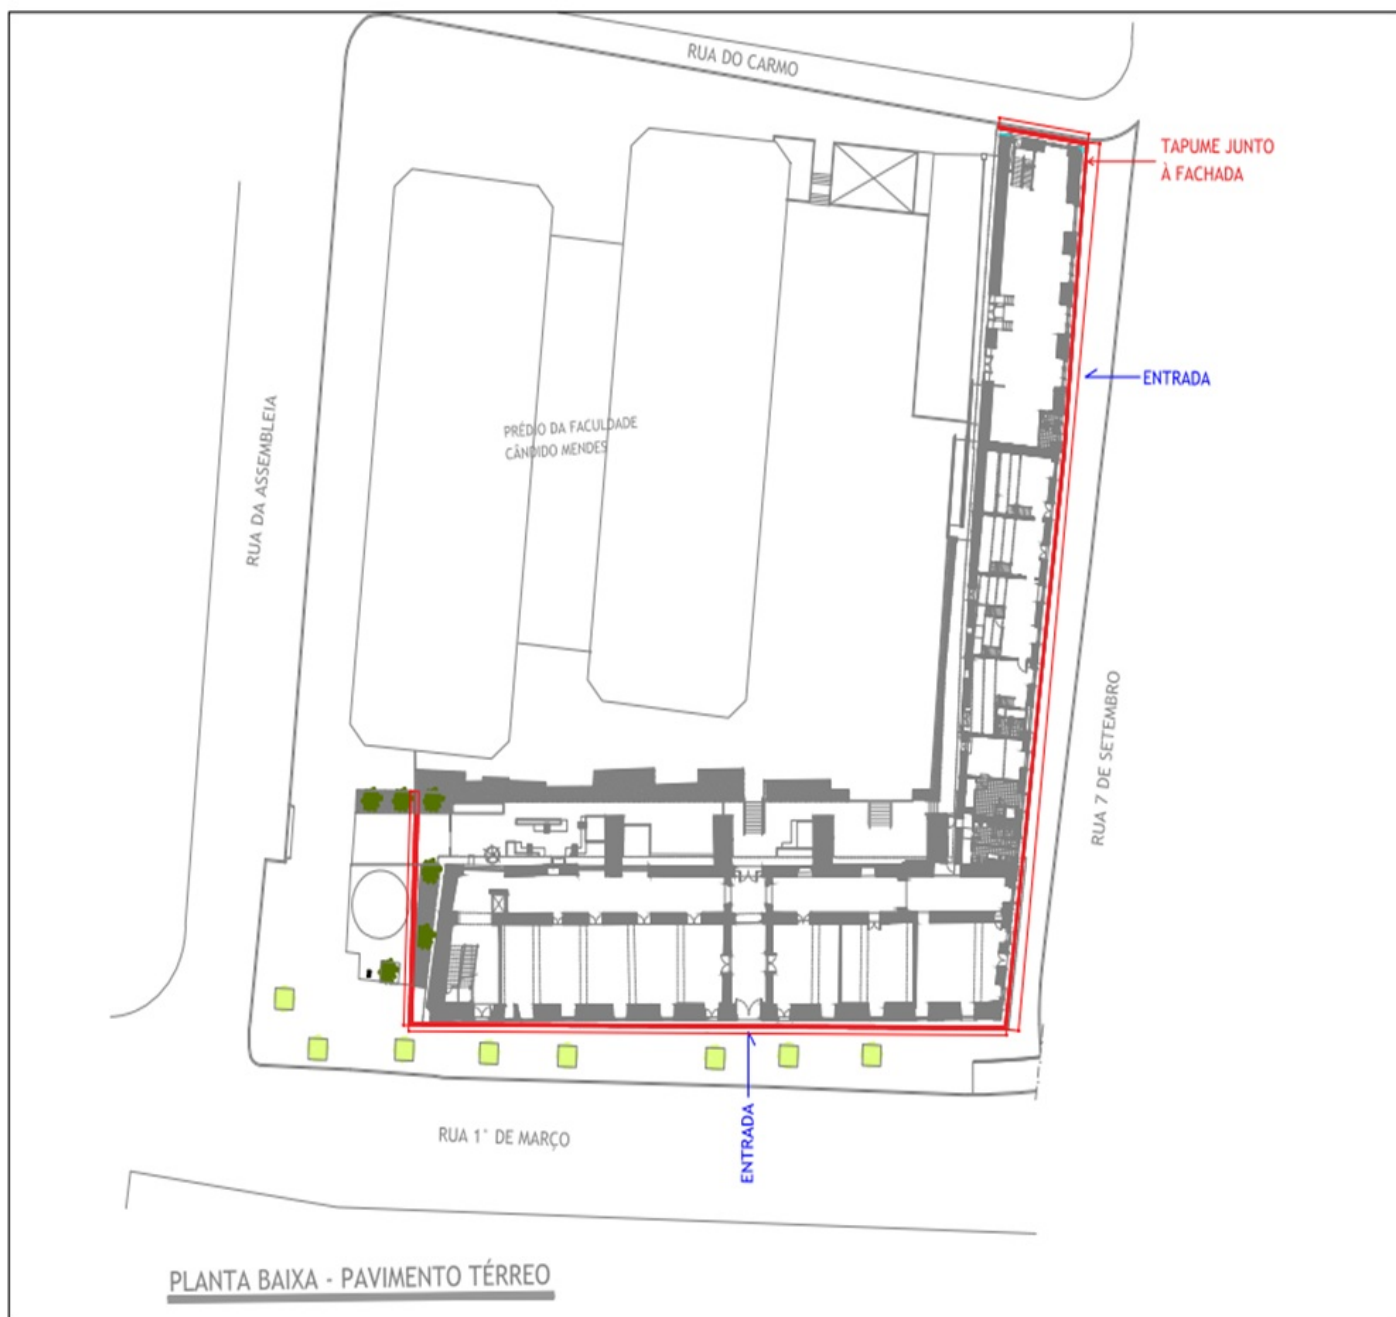 RUA DO CARMO
TAPUME JUNTO
À FACHADA
ENTRADA
PRÉDIO DA FACULDADE
CÂNDIDO MENDES
RUA DA ASSEMBLEIA
RUA 7 DE SETEMBRO
RUA 1° DE MARÇO
ENTRADA
PLANTA BAIXA - PAVIMENTO TÉRREO